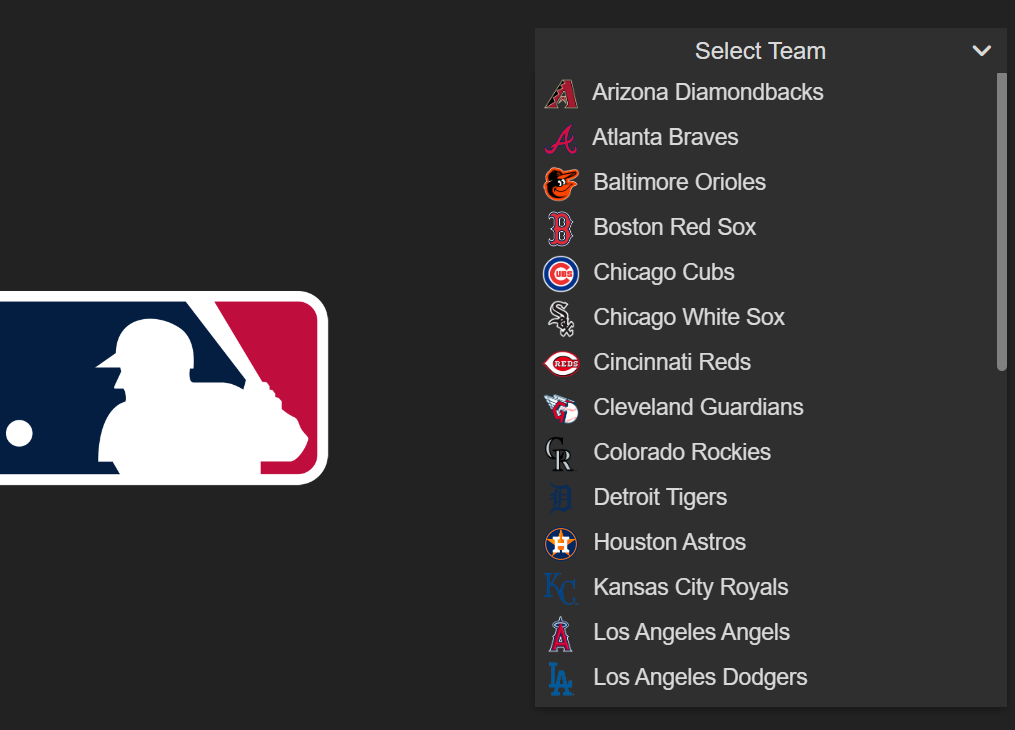 Select Team
Arizona Diamondbacks
Atlanta Braves
Baltimore Orioles
Boston Red Sox
Chicago Cubs
Chicago White Sox
Cincinnati Reds
Cleveland Guardians
Colorado Rockies
Detroit Tigers
Houston Astros
Kansas City Royals
Los Angeles Angels
Los Angeles Dodgers